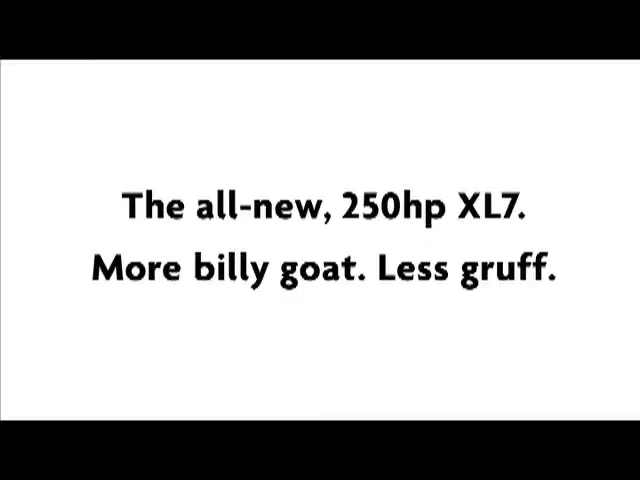 The all-new, 250hp XL7.
More billy goat. Less gruff.